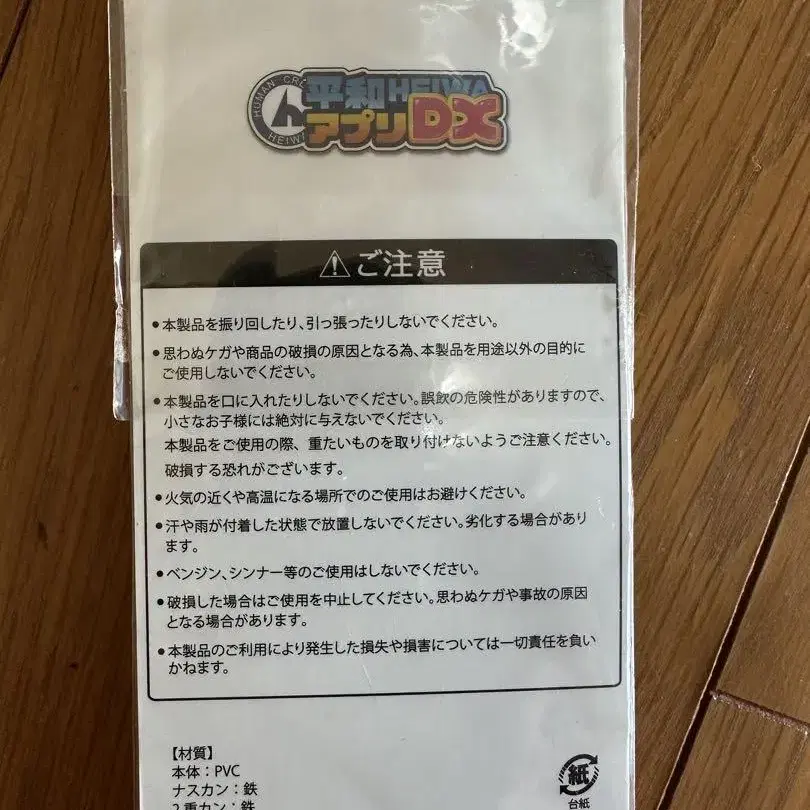 HUMAN CR
HEIWA
平和 HEIWA
アプリDX
ご注意
●本製品を振り回したり、引っ張ったりしないでください。
●思わぬケガや商品の破損の原因となる為、本製品を用途以外の目的に
ご使用しないでください。
●本製品を口に入れたりしないでください。誤飲の危険性がありますので、
小さなお子様には絶対に与えないでください。
本製品をご使用の際、重たいものを取り付けないようご注意ください。
破損する恐れがございます。
●火気の近くや高温になる場所でのご使用はお避けください。
●汗や雨が付着した状態で放置しないでください。劣化する場合があり
ます。
●ベンジン、シンナー等のご使用はしないでください。
●破損した場合はご使用を中止してください。思わぬケガや事故の原因
となる場合があります。
●本製品のご利用により発生した損失や損害については一切責任を負い
かねます。
【材質】
本体：PVC
ナスカン：鉄
2重カン：鉄
紙
台紙